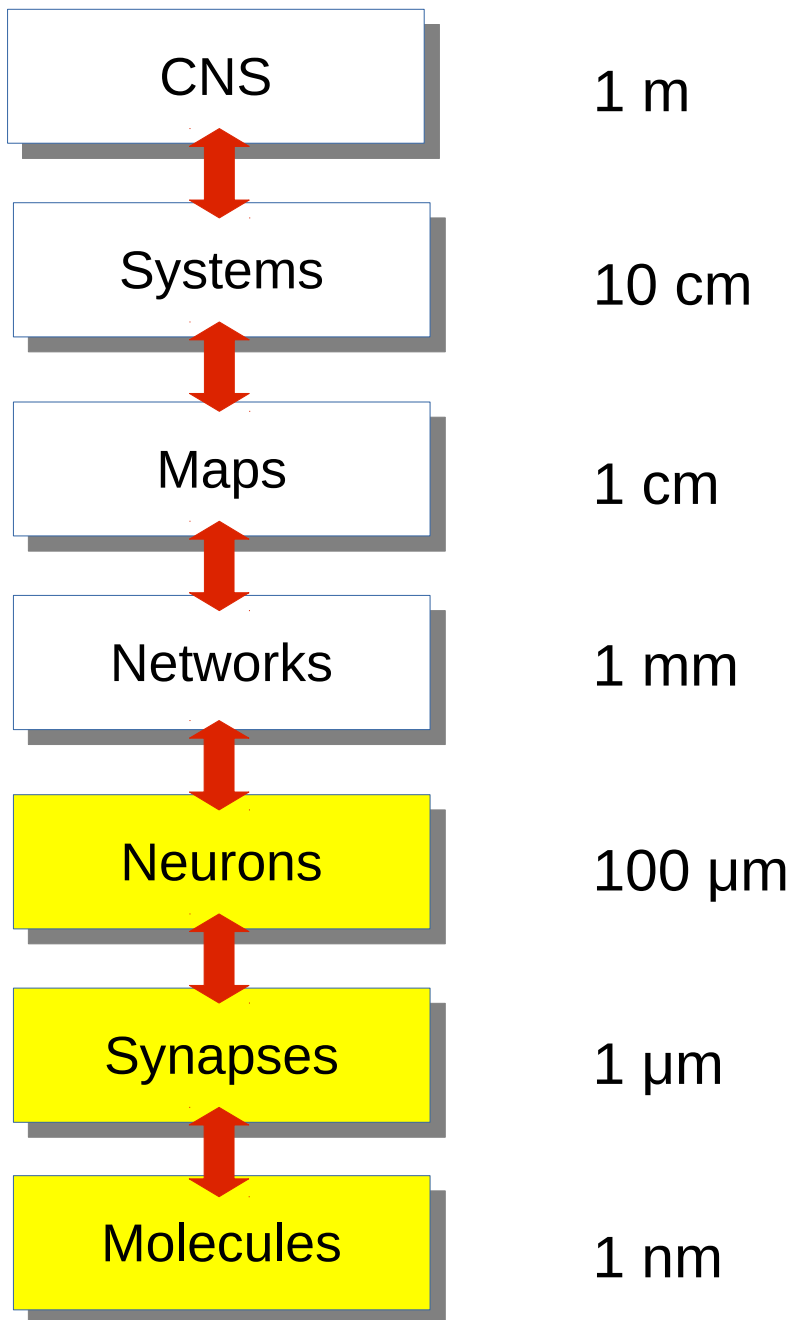 CNS 1 m
Systems 10 cm
Maps 1 cm
Networks 1 mm
Neurons 100 µm
Synapses 1 µm
Molecules 1 nm